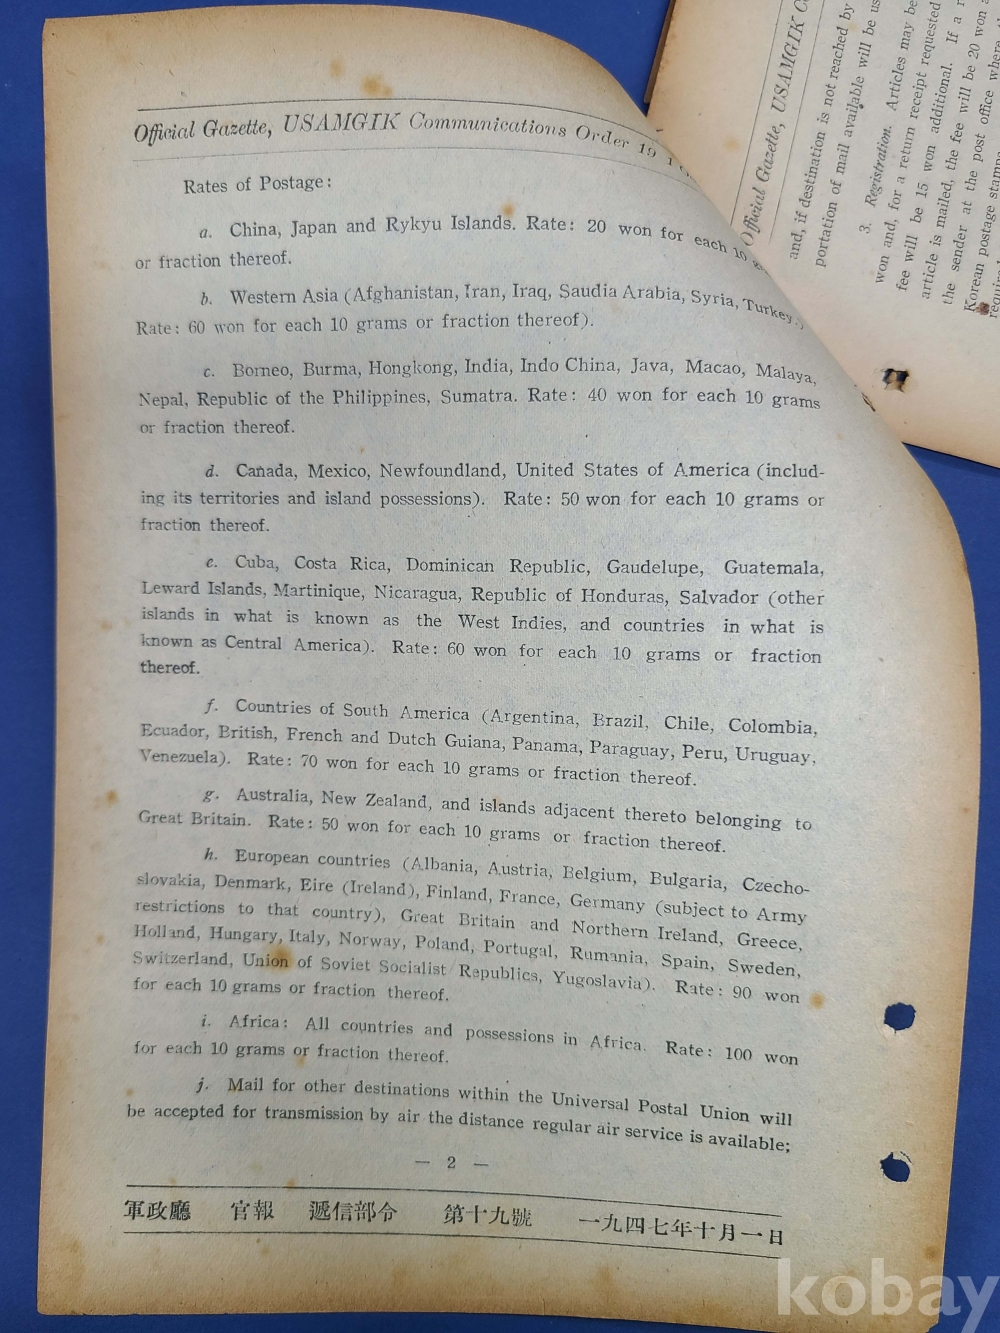 Official Gazette, USAMGIK Communications Order 19
Rates of Postage:
a. China, Japan and Rykyu Islands. Rate: 20 won for each 10
or fraction thereof.
b. Western Asia (Afghanistan, Iran, Iraq, Saudia Arabia, Syria, Turkey.,
Rate: 60 won for each 10 grams or fraction thereof).
c. Borneo, Burma, Hongkong, India, Indo China, Java, Macao, Malaya,
Nepal, Republic of the Philippines, Sumatra. Rate: 40 won for each 10 grams
or fraction thereof.
d. Canada, Mexico, Newfoundland, United States of America (includ-
ing its territories and island possessions). Rate: 50 won for each 10 grams or
fraction thereof.
e. Cuba, Costa Rica, Dominican Republic, Gaudelupe, Guatemala,
Leward Islands, Martinique, Nicaragua, Republic of Honduras, Salvador (other
islands in what is known as the West Indies, and countries in what is
known as Central America). Rate: 60 won for each 10 grams or fraction
thereof.
f. Countries of South America (Argentina, Brazil, Chile, Colombia,
Ecuador, British, French and Dutch Guiana, Panama, Paraguay, Peru, Uruguay,
Venezuela). Rate: 70 won for each 10 grams or fraction thereof.
g. Australia, New Zealand, and islands adjacent thereto belonging to
Great Britain. Rate: 50 won for each 10 grams or fraction thereof.
h. European countries (Albania, Austria, Belgium, Bulgaria, Czecho-
slovakia, Denmark, Eire (Ireland), Finland, France, Germany (subject to Army
restrictions to that country), Great Britain and Northern Ireland, Greece,
Holland, Hungary, Italy, Norway, Poland, Portugal, Rumania, Spain, Sweden,
Switzerland, Union of Soviet Socialist Republics, Yugoslavia). Rate: 90 won
for each 10 grams or fraction thereof.
i. Africa: All countries and possessions in Africa. Rate: 100 won
for each 10 grams or fraction thereof.
j. Mail for other destinations within the Universal Postal Union will
be accepted for transmission by air the distance regular air service is available;
— 2 —
軍政廳 官報 遞信部令 第十九號 一九四七年十月一日
Official Gazette, USAMGIK
and, if destination is not reached by
portation of mail available will be
3. Registration. Articles may be
won and, for a return receipt requested
fee will be 15 won additional. If a
article is mailed, the fee will be 20 won
the sender at the post office where
Korean postage stamps
kobay